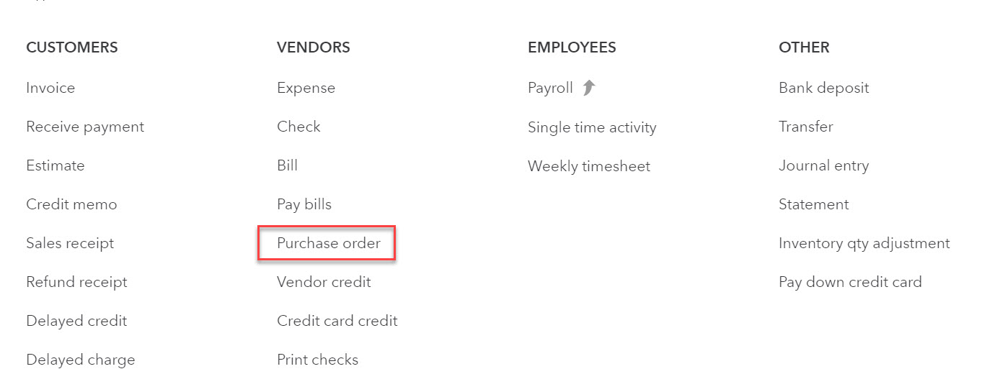 CUSTOMERS
Invoice
Receive payment
Estimate
Credit memo
Sales receipt
Refund receipt
Delayed credit
Delayed charge
VENDORS
Expense
Check
Bill
Pay bills
Purchase order
Vendor credit
Credit card credit
Print checks
EMPLOYEES
Payroll
Single time activity
Weekly timesheet
OTHER
Bank deposit
Transfer
Journal entry
Statement
Inventory qty adjustment
Pay down credit card